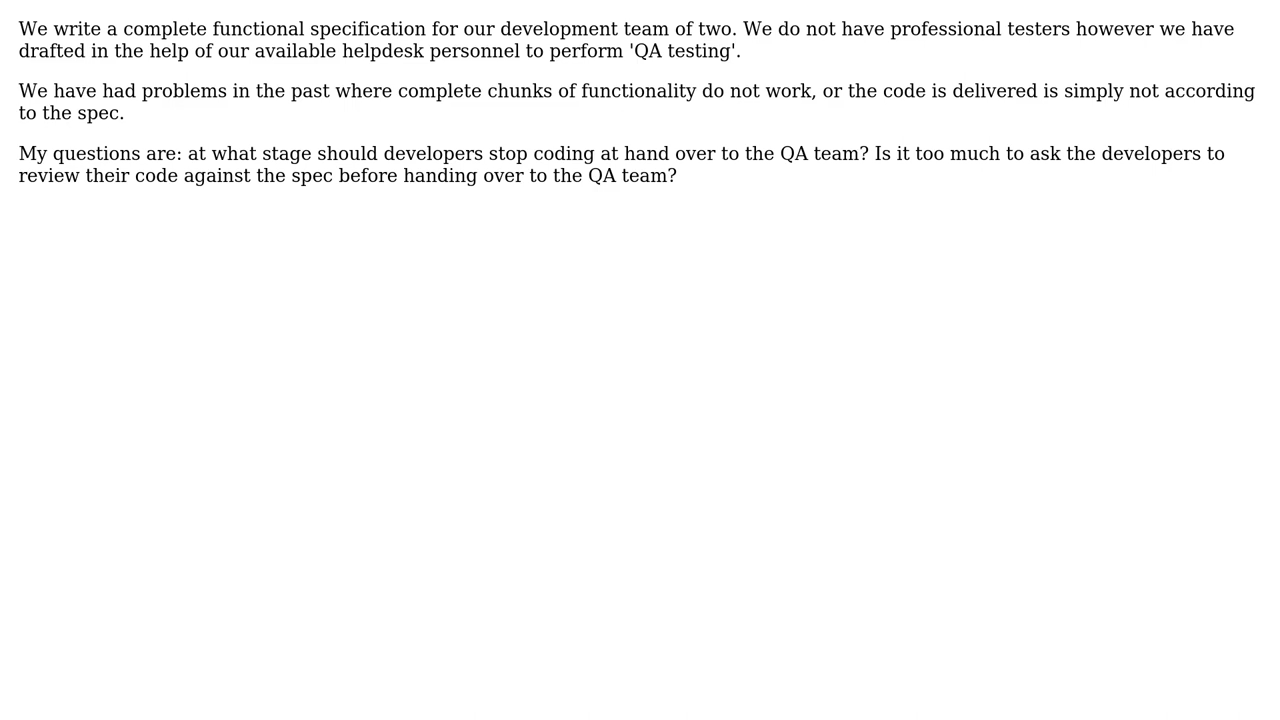 We write a complete functional specification for our development team of two. We do not have professional testers however we have
drafted in the help of our available helpdesk personnel to perform 'QA testing'.
We have had problems in the past where complete chunks of functionality do not work, or the code is delivered is simply not according
to the spec.
My questions are: at what stage should developers stop coding at hand over to the QA team? Is it too much to ask the developers to
review their code against the spec before handing over to the QA team?